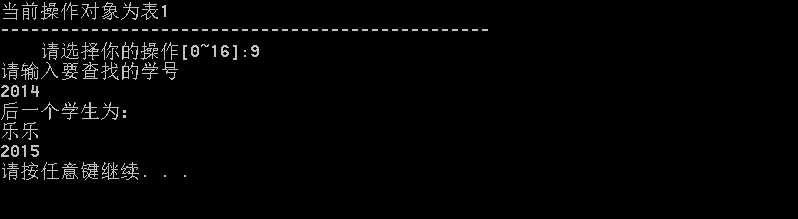 当前操作对象为表1
-------------------------------------------------
请选择你的操作[0~16]:9
请输入要查找的学号
2014
后一个学生为:
乐乐
2015
请按任意键继续. . .